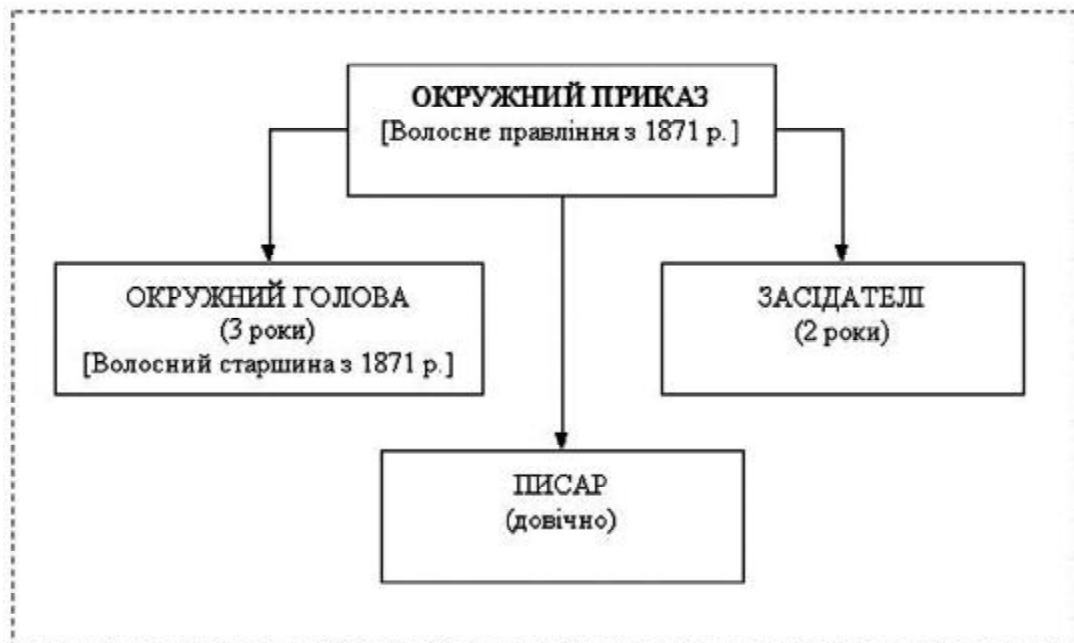 ОКРУЖНИЙ ПРИКАЗ
[Волосне правління з 1871 р.]
ОКРУЖНИЙ ГОЛОВА
(3 роки)
[Волосний старшина з 1871 р.]
ЗАСІДАТЕЛІ
(2 роки)
ПИСАР
(довічно)